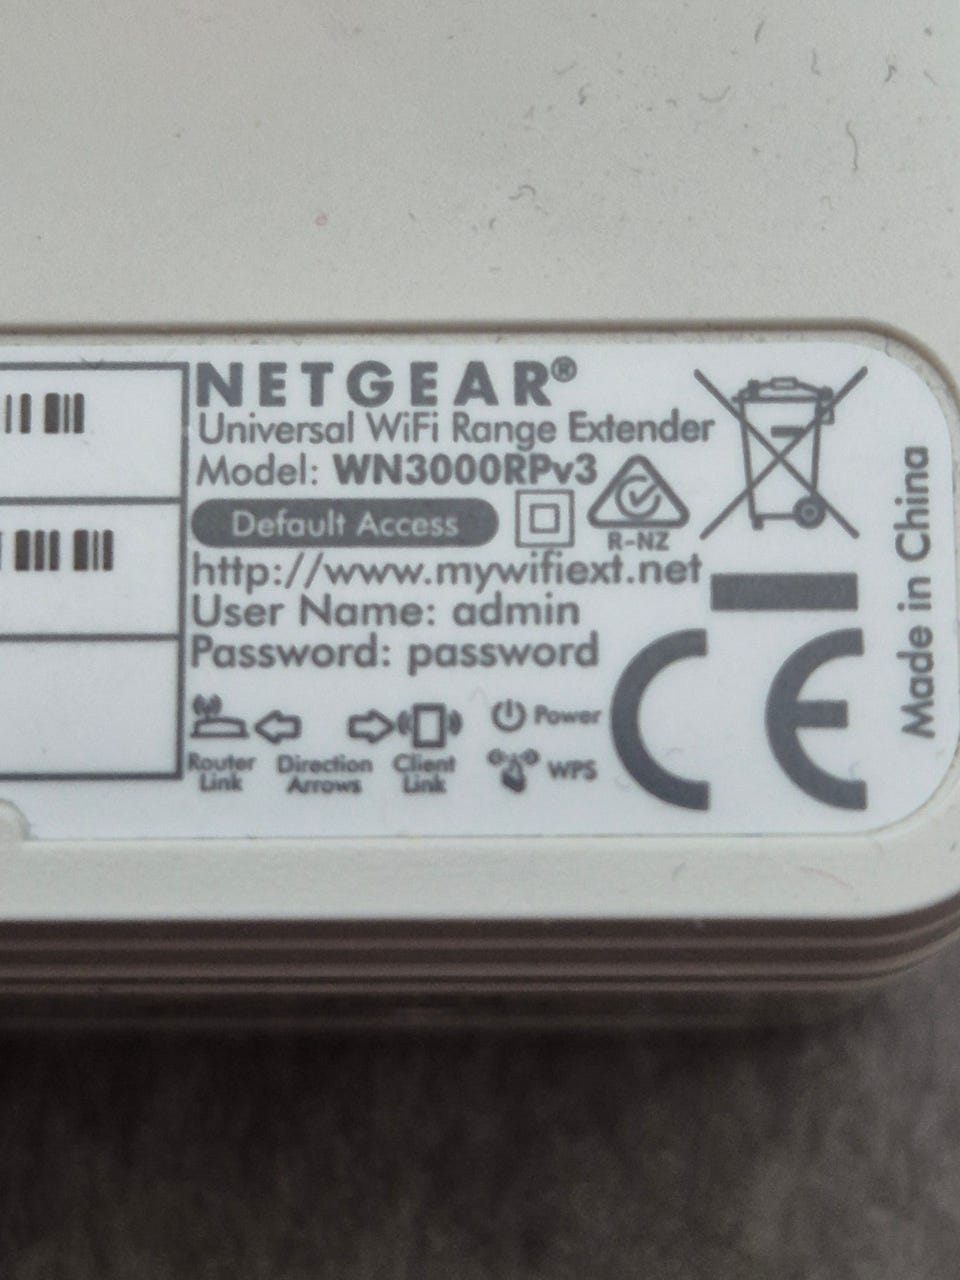 NETGEAR®
Universal WiFi Range Extender
Model: WN3000RPv3
Default Access
R-NZ
http://www.mywifiext.net
User Name: admin
Password: password
Power
Router Link
Direction Arrows
Client Link
WPS
CE
Made in China